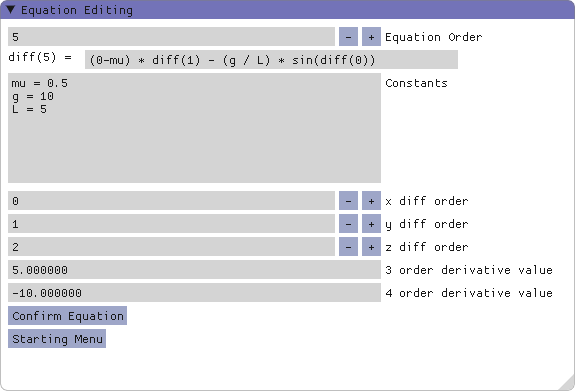 ▼ Equation Editing
5 - + Equation Order
diff(5) = (0-mu) * diff(1) - (g / L) * sin(diff(0))
mu = 0.5 Constants
g = 10
L = 5
0 - + x diff order
1 - + y diff order
2 - + z diff order
5.000000 3 order derivative value
-10.000000 4 order derivative value
Confirm Equation
Starting Menu